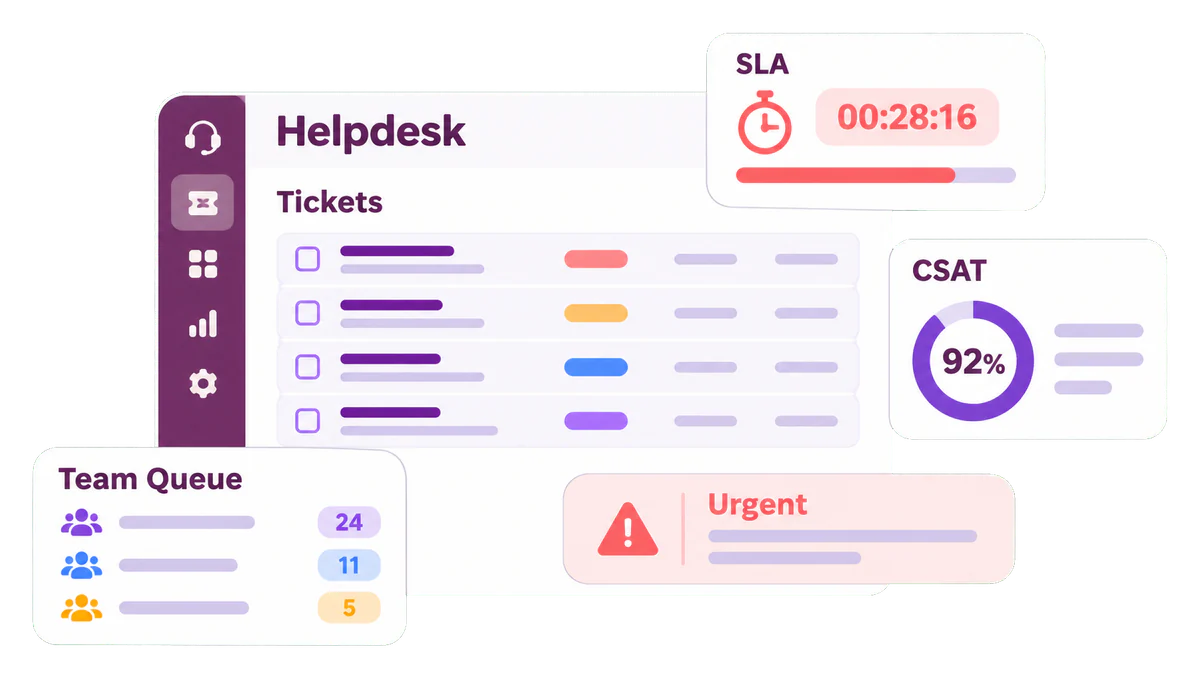 Helpdesk
Tickets
SLA
00:28:16
CSAT
92%
Team Queue
24
11
5
Urgent